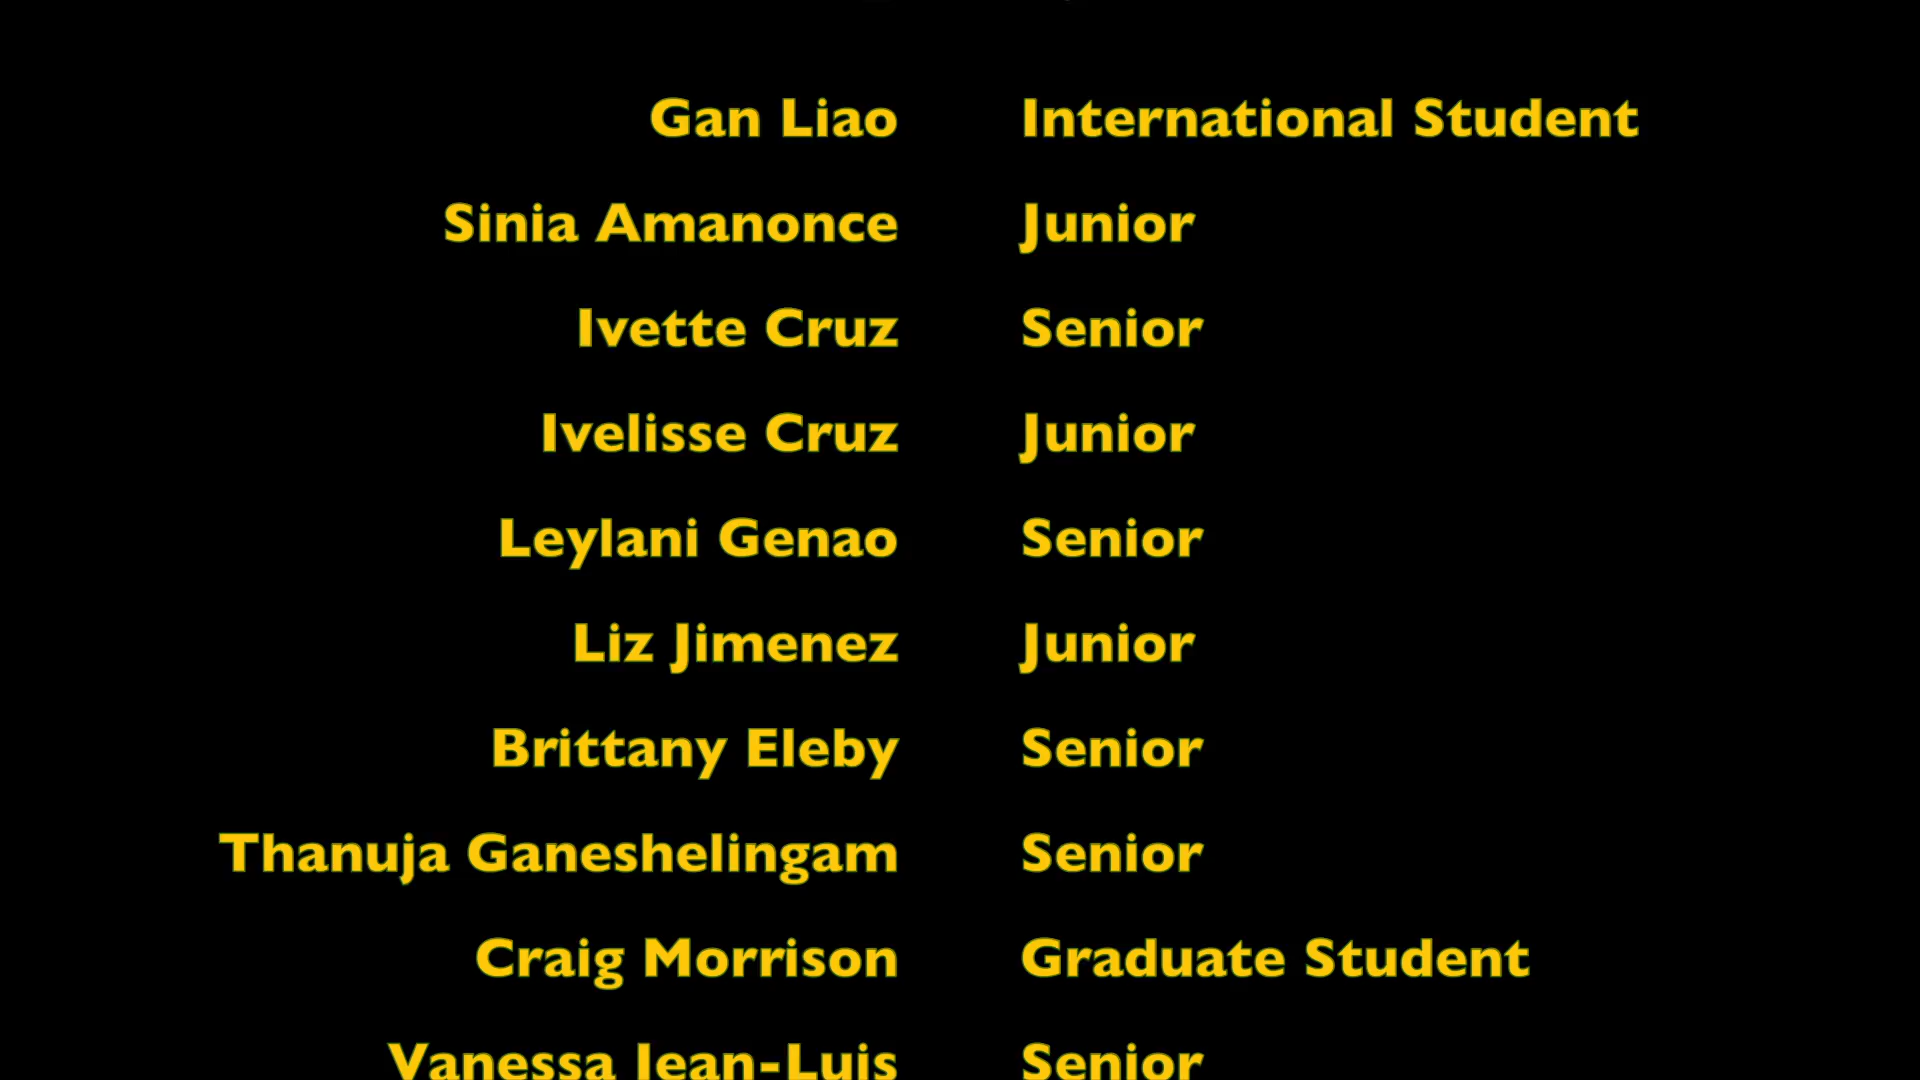 Gan Liao International Student
Sinia Amanonce Junior
Ivette Cruz Senior
Ivelisse Cruz Junior
Leylani Genao Senior
Liz Jimenez Junior
Brittany Eleby Senior
Thanuja Ganeshelingam Senior
Craig Morrison Graduate Student
Vanessa Jean-Luis Senior